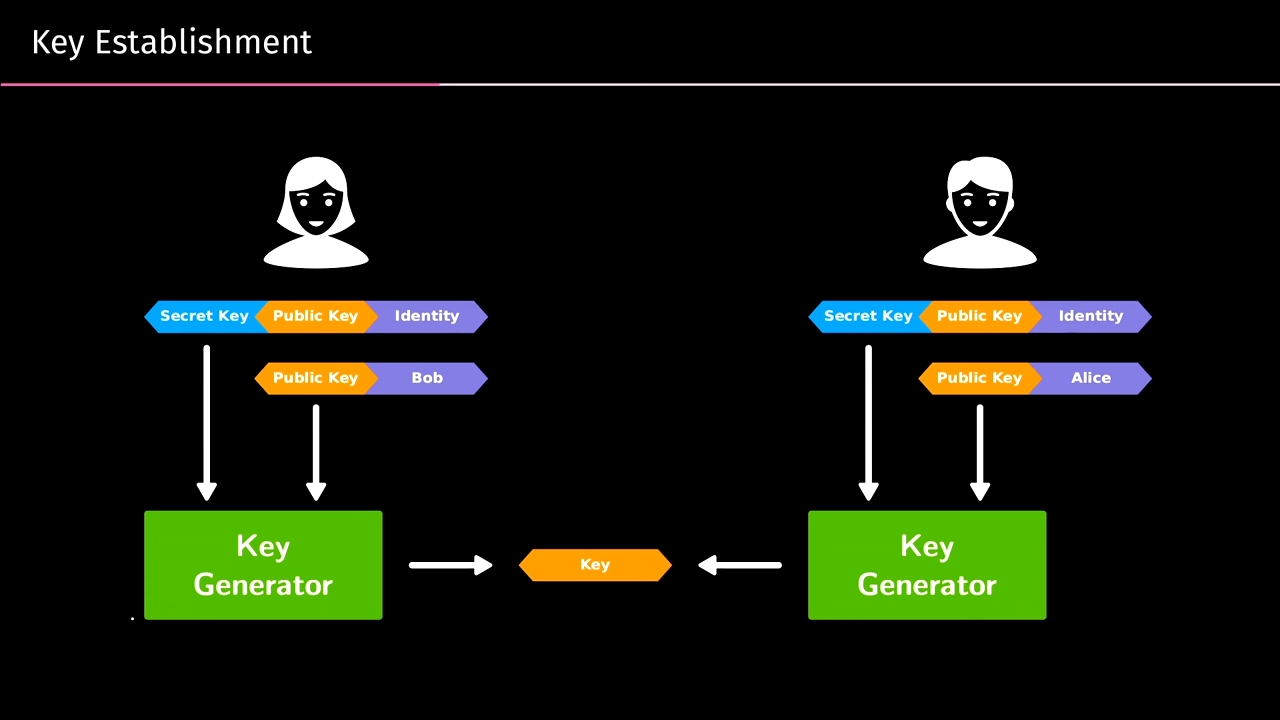 Key Establishment
Secret Key Public Key Identity
Secret Key Public Key Identity
Public Key Bob
Public Key Alice
Key
Generator
Key
Key
Generator